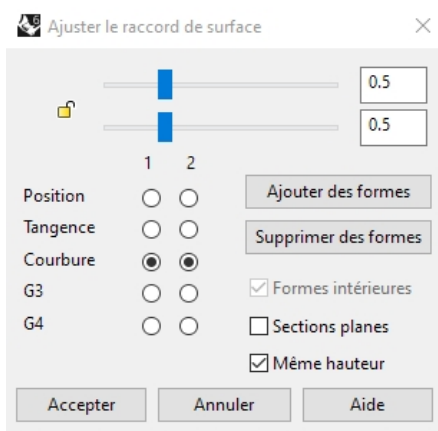 6
Ajuster le raccord de surface
0.5
0.5
1 2
Position
Tangence
Courbure
G3
G4
Ajouter des formes
Supprimer des formes
Formes intérieures
Sections planes
Même hauteur
Accepter
Annuler
Aide